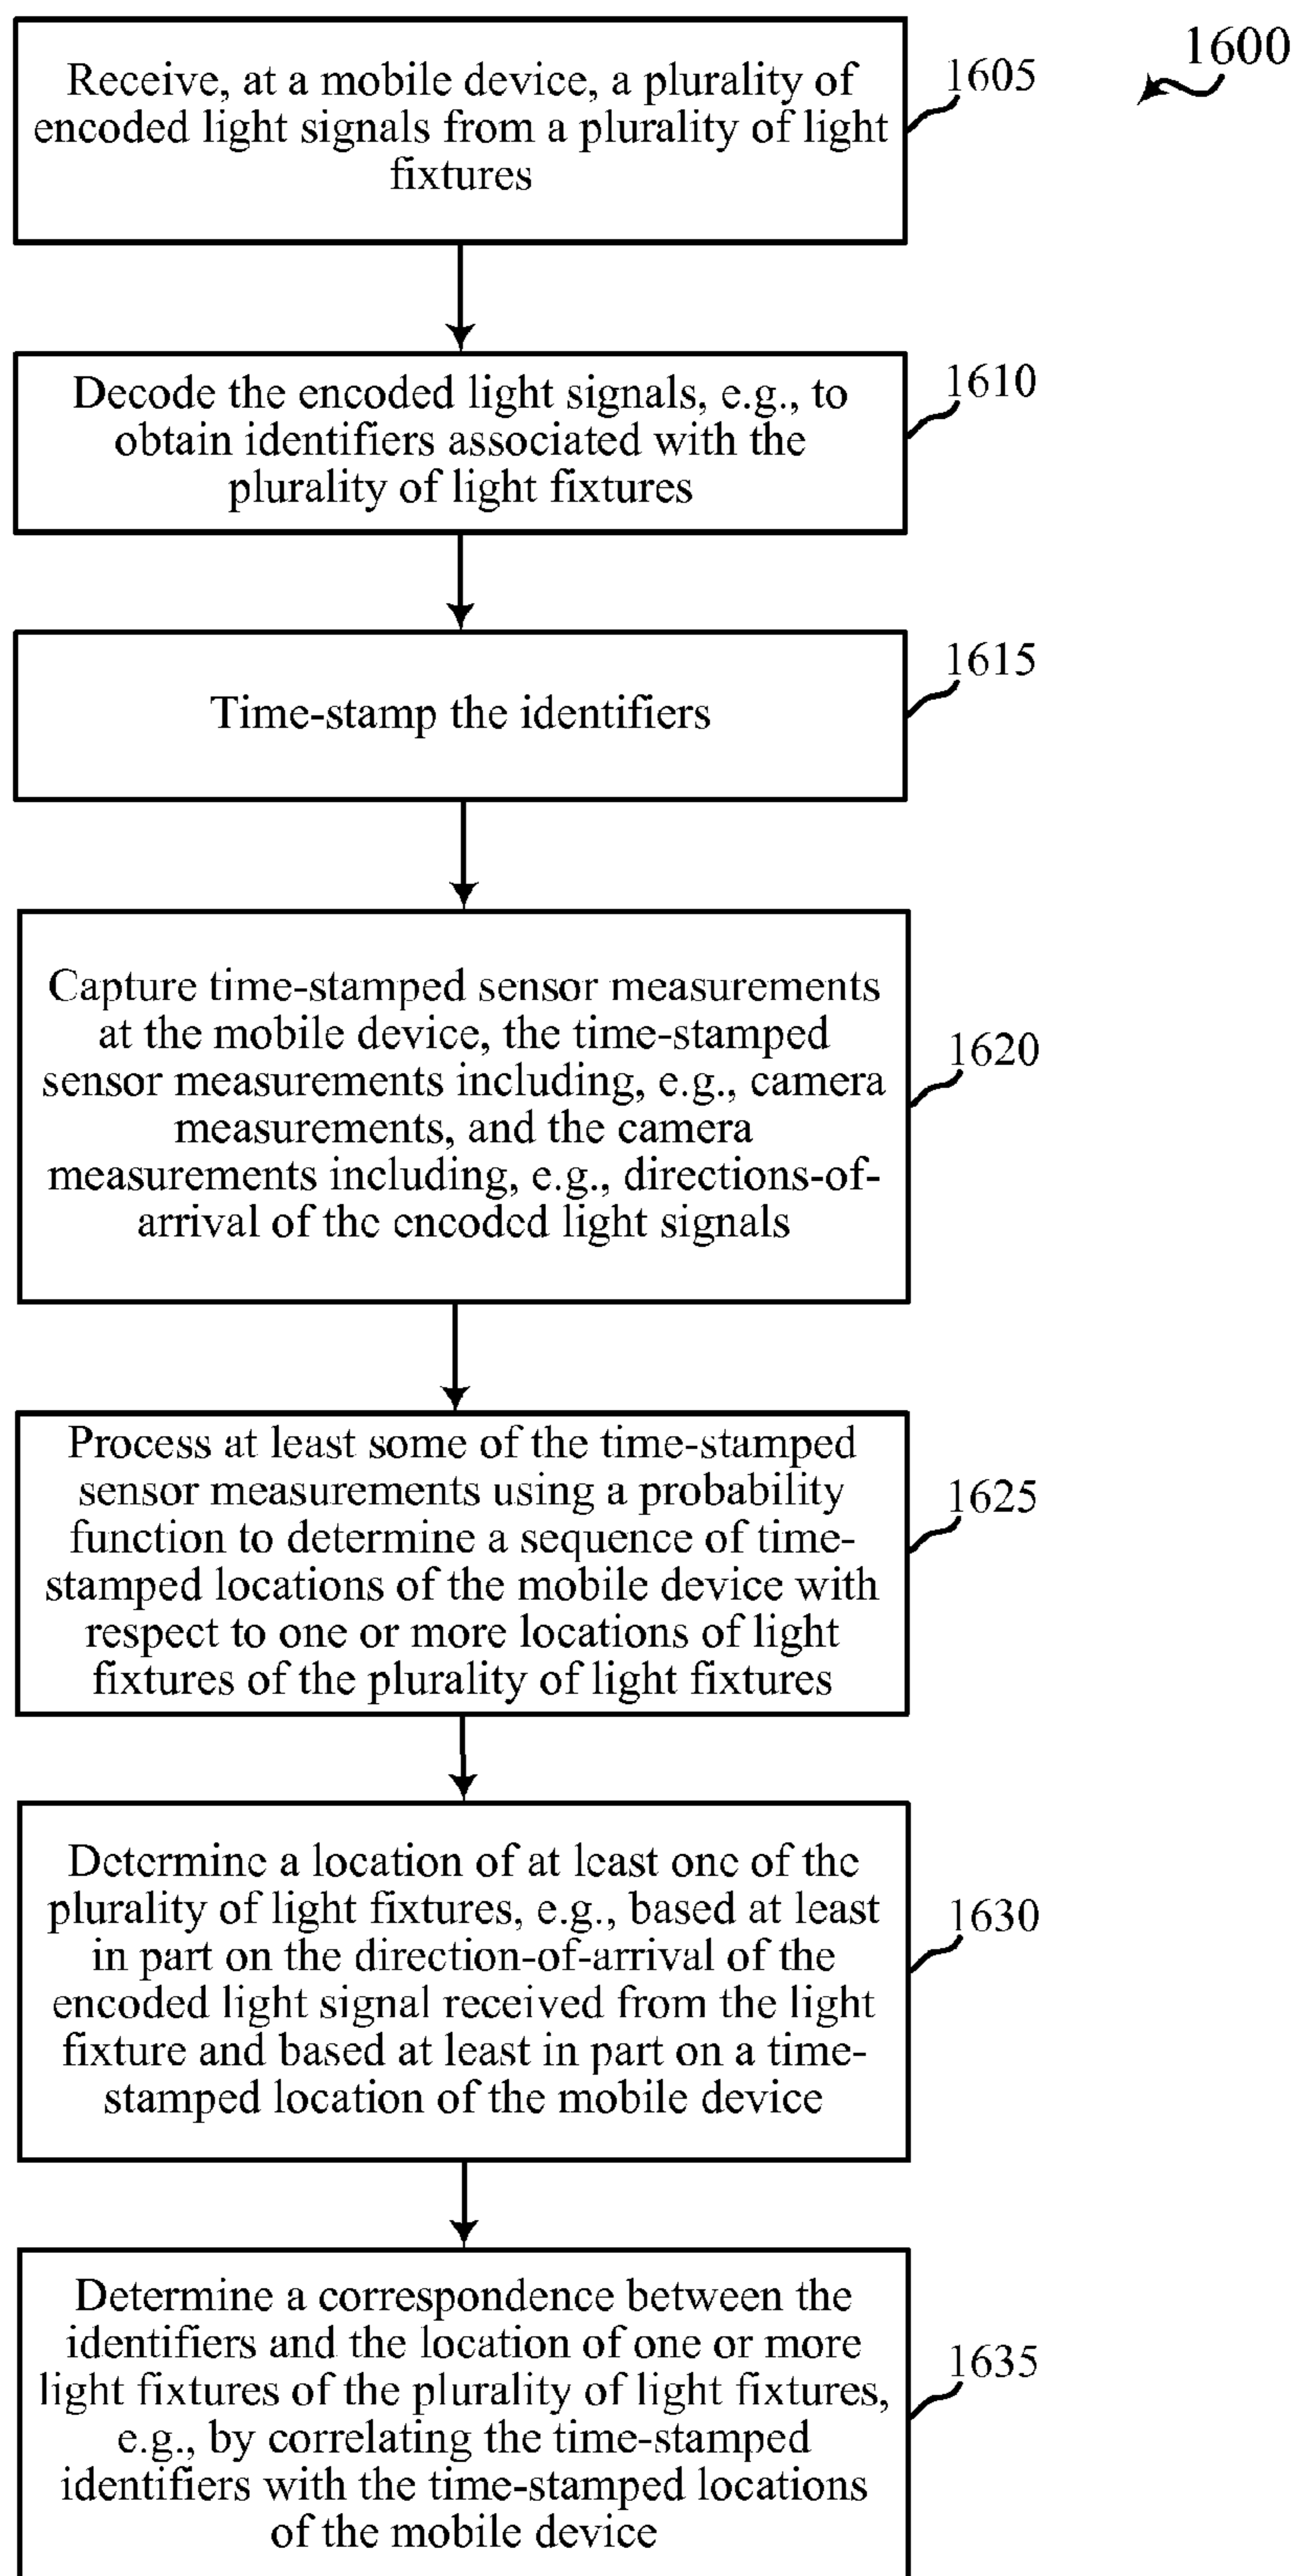 1600
Receive, at a mobile device, a plurality of
encoded light signals from a plurality of light
fixtures
1605
Decode the encoded light signals, e.g., to
obtain identifiers associated with the
plurality of light fixtures
1610
Time-stamp the identifiers
1615
Capture time-stamped sensor measurements
at the mobile device, the time-stamped
sensor measurements including, e.g., camera
measurements, and the camera
measurements including, e.g., directions-of-
arrival of the encoded light signals
1620
Process at least some of the time-stamped
sensor measurements using a probability
function to determine a sequence of time-
stamped locations of the mobile device with
respect to one or more locations of light
fixtures of the plurality of light fixtures
1625
Determine a location of at least one of the
plurality of light fixtures, e.g., based at least
in part on the direction-of-arrival of the
encoded light signal received from the light
fixture and based at least in part on a time-
stamped location of the mobile device
1630
Determine a correspondence between the
identifiers and the location of one or more
light fixtures of the plurality of light fixtures,
e.g., by correlating the time-stamped
identifiers with the time-stamped locations
of the mobile device
1635